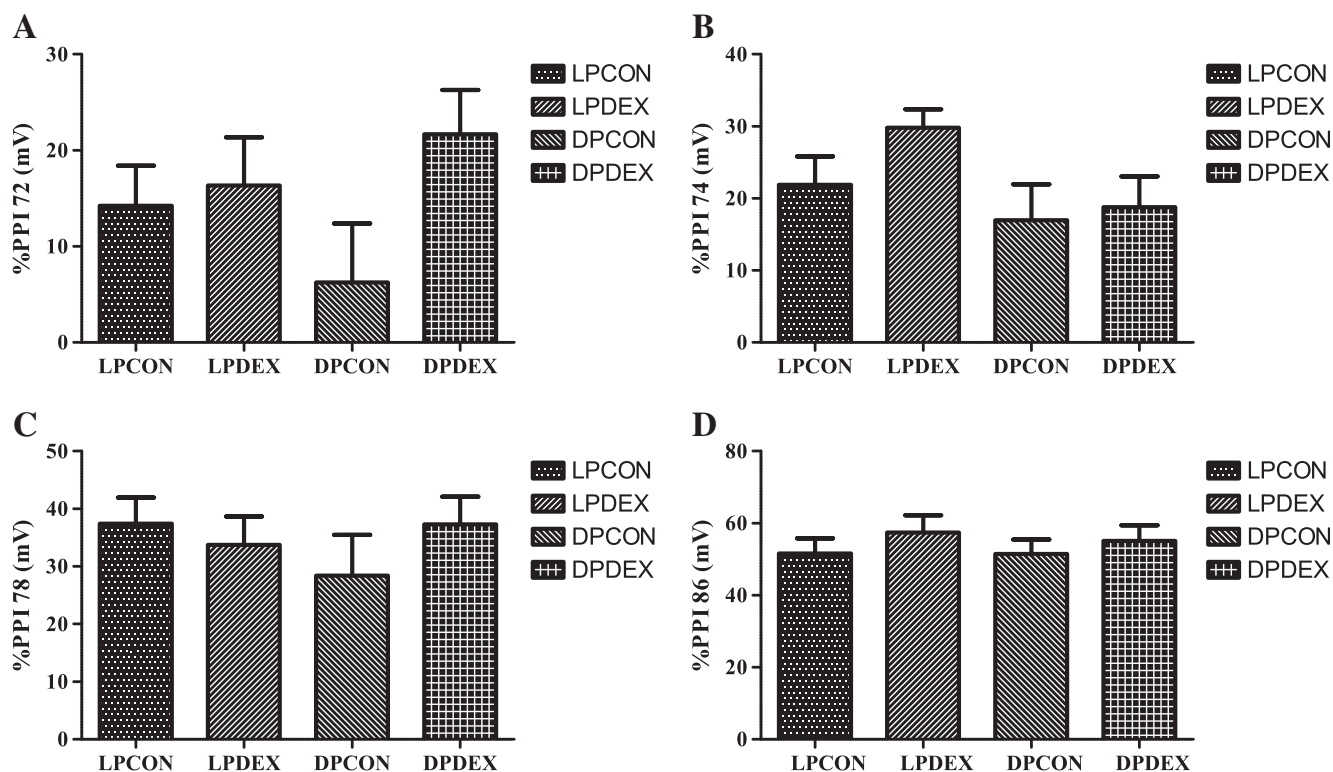 A
%PPI 72 (mV)
30
20
10
0
LPCON LPDEX DPCON DPDEX
LPCON
LPDEX
DPCON
DPDEX
B
%PPI 74 (mV)
40
30
20
10
0
LPCON LPDEX DPCON DPDEX
LPCON
LPDEX
DPCON
DPDEX
C
%PPI 78 (mV)
50
40
30
20
10
0
LPCON LPDEX DPCON DPDEX
LPCON
LPDEX
DPCON
DPDEX
D
%PPI 86 (mV)
80
60
40
20
0
LPCON LPDEX DPCON DPDEX
LPCON
LPDEX
DPCON
DPDEX